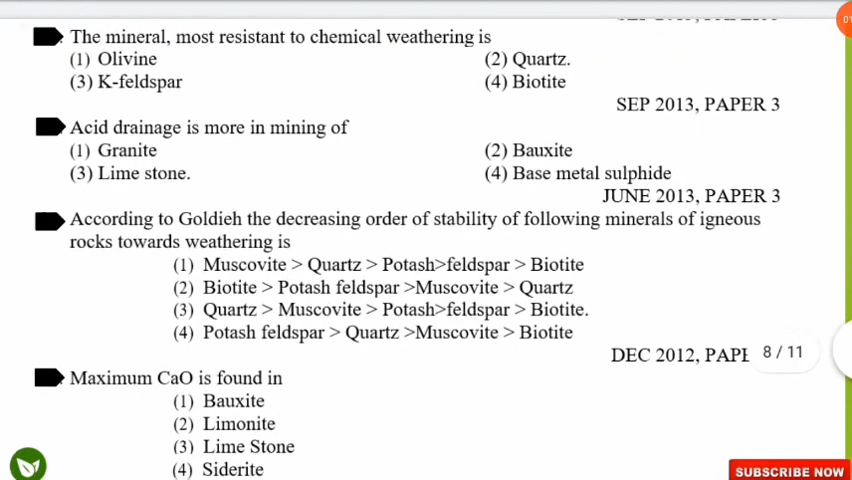 The mineral, most resistant to chemical weathering is
(1) Olivine (2) Quartz.
(3) K-feldspar (4) Biotite
SEP 2013, PAPER 3
Acid drainage is more in mining of
(1) Granite (2) Bauxite
(3) Lime stone. (4) Base metal sulphide
JUNE 2013, PAPER 3
According to Goldieh the decreasing order of stability of following minerals of igneous
rocks towards weathering is
(1) Muscovite > Quartz > Potash>feldspar > Biotite
(2) Biotite > Potash feldspar >Muscovite > Quartz
(3) Quartz > Muscovite > Potash>feldspar > Biotite.
(4) Potash feldspar > Quartz >Muscovite > Biotite
DEC 2012, 8 / 11
Maximum CaO is found in
(1) Bauxite
(2) Limonite
(3) Lime Stone
(4) Siderite
SUBSCRIBE NOW